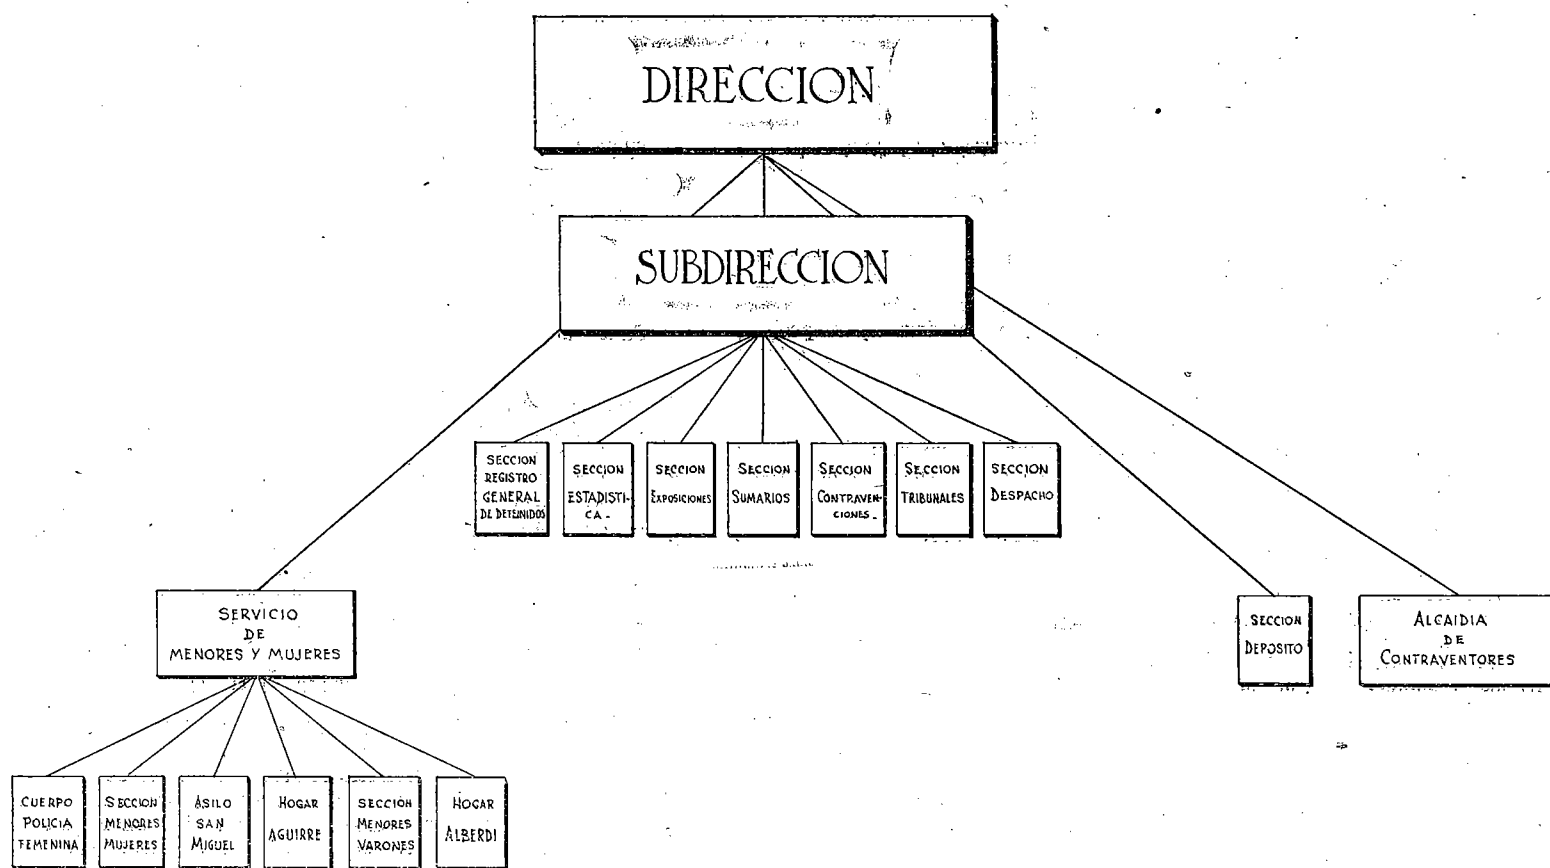 DIRECCION
SUBDIRECCION
SECCION
REGISTRO
GENERAL
DE DETENIDOS
SECCION
ESTADISTI-
CA-
SECCION
EXPOSICIONES
SECCION
SUMARIOS
SECCION
CONTRAVEN-
CIONES-
SECCION
TRIBUNALES
SECCION
DESPACHO
SERVICIO
DE
MENORES Y MUJERES
SECCION
DEPOSITO
ALCAIDIA
DE
CONTRAVENTORES
CUERPO
POLICIA
FEMENINA
SECCION
MENORES
MUJERES
ASILO
SAN
MIGUEL
HOGAR
AGUIRRE
SECCION
MENORES
VARONES
HOGAR
ALBERDI